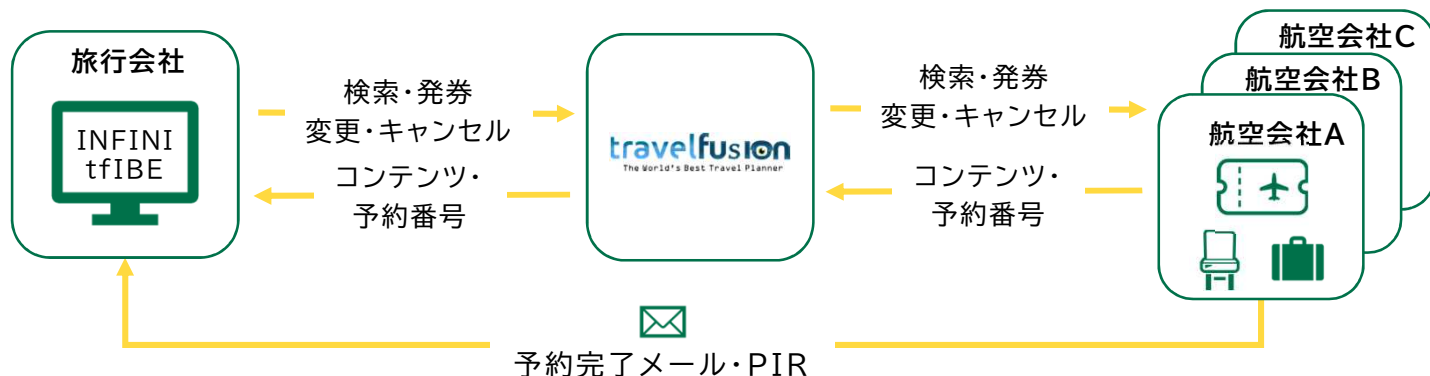 旅行会社
INFINI
tfIBE
検索・発券
変更・キャンセル
コンテンツ・
予約番号
travelfusion
The World's Best Travel Planner
検索・発券
変更・キャンセル
コンテンツ・
予約番号
航空会社C
航空会社B
航空会社A
予約完了メール・PIR